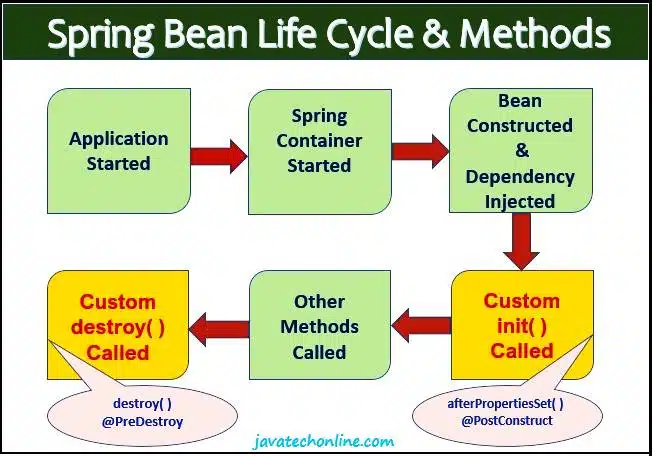 Spring Bean Life Cycle & Methods
Application
Started
Spring
Container
Started
Bean
Constructed
&
Dependency
Injected
Custom
destroy( )
Called
Other
Methods
Called
Custom
init( )
Called
destroy( )
@PreDestroy
afterPropertiesSet( )
@PostConstruct
javatechonline.com